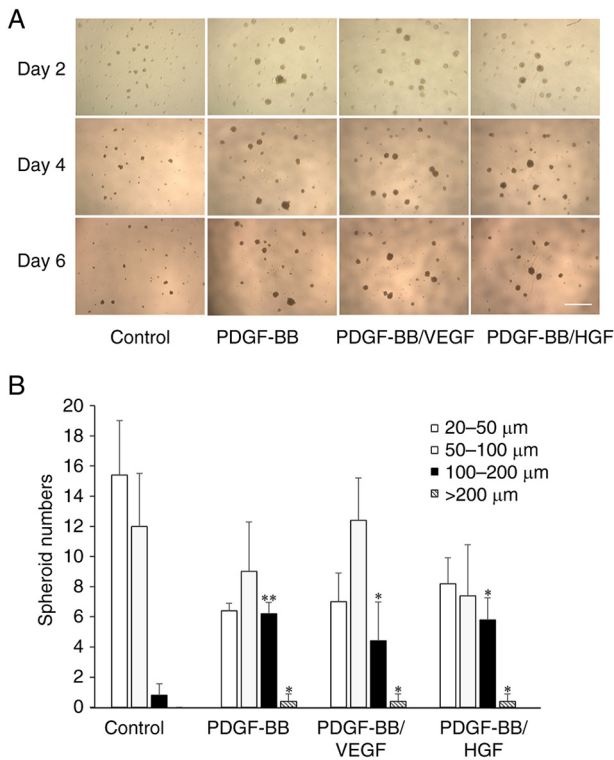 A
Day 2
Day 4
Day 6
Control
PDGF-BB
PDGF-BB/VEGF
PDGF-BB/HGF
B
20
18
16
14
12
10
8
6
4
2
0
Spheroid numbers
20–50 μm
50–100 μm
100–200 μm
>200 μm
**
*
*
*
*
*
Control
PDGF-BB
PDGF-BB/
VEGF
PDGF-BB/
HGF